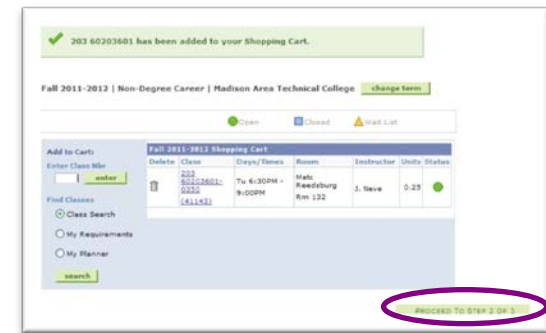 203 60203601 has been added to your Shopping Cart.
Fall 2011-2012 | Non-Degree Career | Madison Area Technical College change term
Open Closed Wait List
Add to Cart:
Enter Class Nbr
enter
Find Classes
Class Search
My Requirements
My Planner
search
Fall 2011-2012 Shopping Cart
Delete Class Days/Times Room Instructor Units Status
203
60203601-
0350
(41143)
Tu 6:30PM -
9:00PM
Mats
Reedsburg
Rm 132
J. Neve
0.25
PROCEED TO STEP 2 OF 3